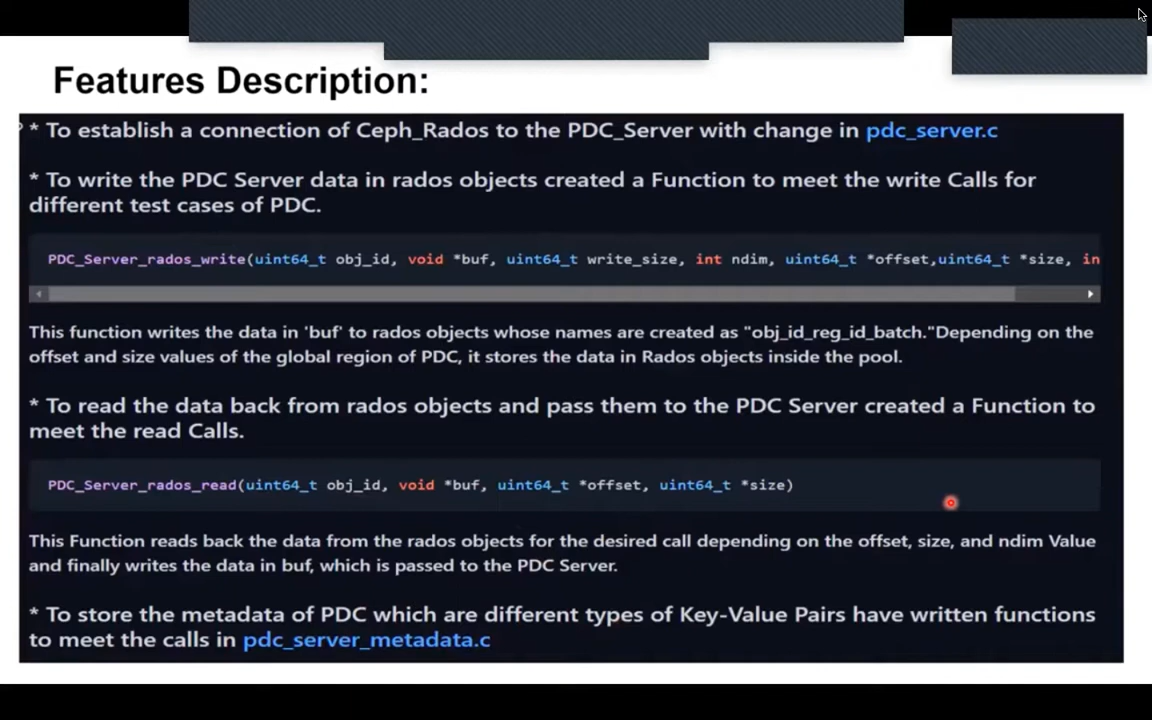 Features Description:
* To establish a connection of Ceph_Rados to the PDC_Server with change in pdc_server.c
* To write the PDC Server data in rados objects created a Function to meet the write Calls for
different test cases of PDC.
PDC_Server_rados_write(uint64_t obj_id, void *buf, uint64_t write_size, int ndim, uint64_t *offset,uint64_t *size, in
This function writes the data in 'buf' to rados objects whose names are created as "obj_id_reg_id_batch."Depending on the
offset and size values of the global region of PDC, it stores the data in Rados objects inside the pool.
* To read the data back from rados objects and pass them to the PDC Server created a Function to
meet the read Calls.
PDC_Server_rados_read(uint64_t obj_id, void *buf, uint64_t *offset, uint64_t *size)
This Function reads back the data from the rados objects for the desired call depending on the offset, size, and ndim Value
and finally writes the data in buf, which is passed to the PDC Server.
* To store the metadata of PDC which are different types of Key-Value Pairs have written functions
to meet the calls in pdc_server_metadata.c